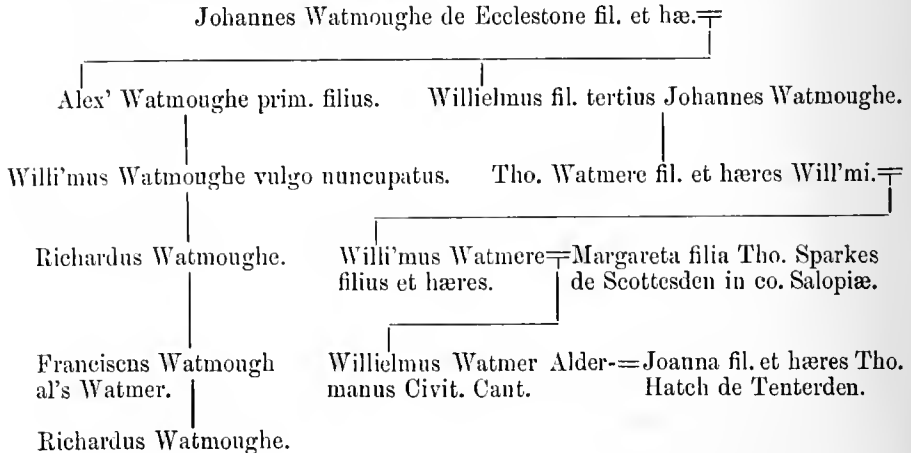 Johannes Watmoughe de Ecclestone fil. et hæ.
Alex' Watmoughe prim. filius. Willielmus fil. tertius Johannes Watmoughe.
Willi'mus Watmoughe vulgo nuncupatus. Tho. Watmere fil. et hæres Will'mi.
Richardus Watmoughe. Willi'mus Watmere Margareta filia Tho. Sparkes
filius et hæres. de Scottesden in co. Salopiæ.
Franciscus Watmough Willielmus Watmer Alder- Joanna fil. et hæres Tho.
al's Watmer. manus Civit. Cant. Hatch de Tenterden.
Richardus Watmoughe.